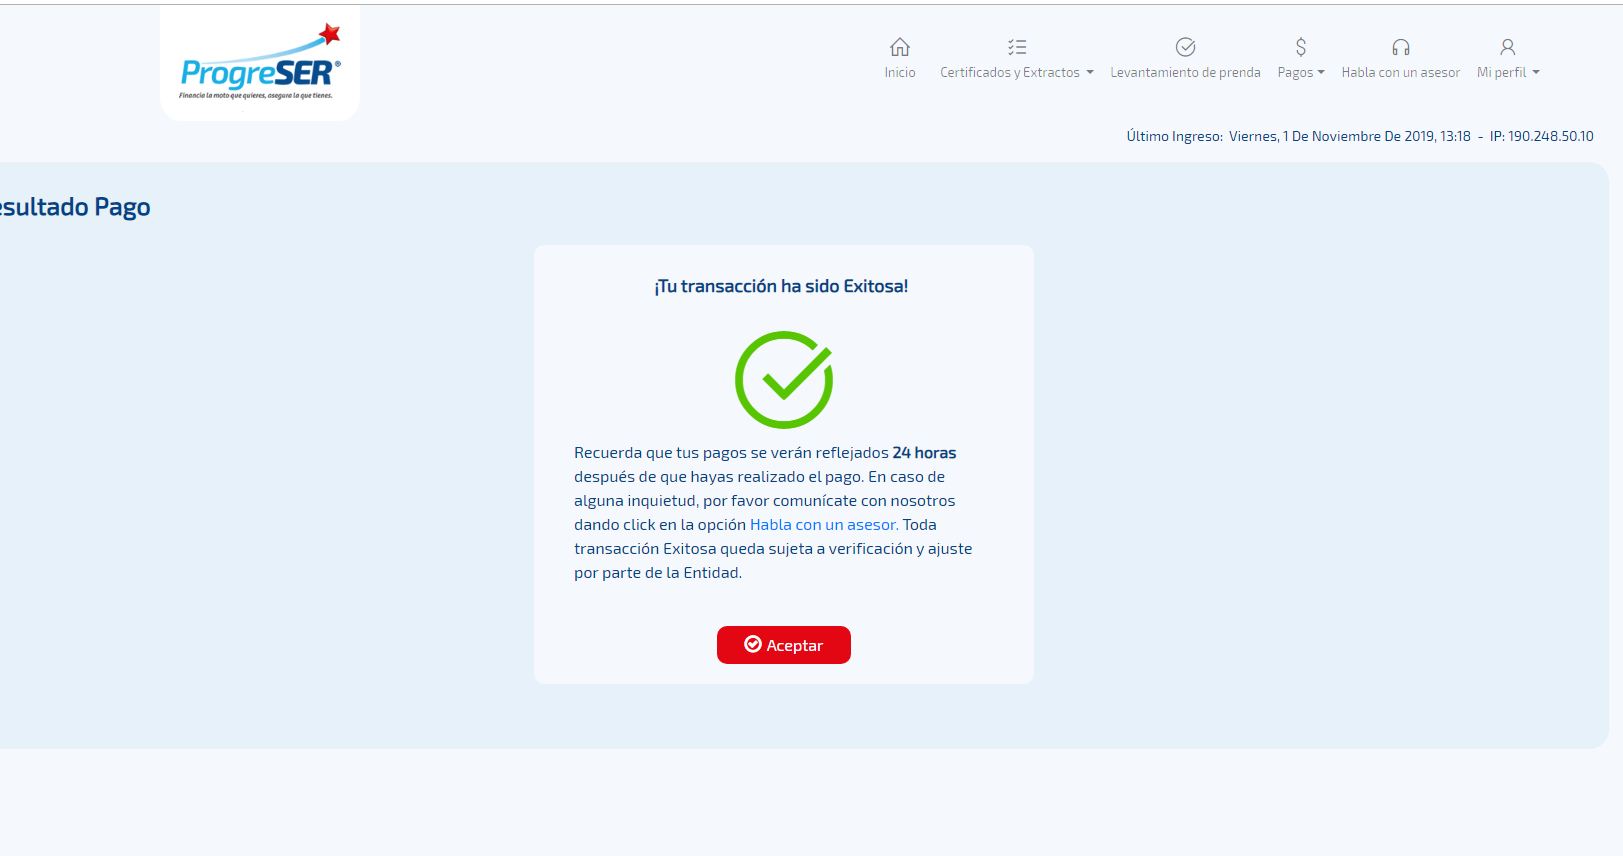 ProgreSER®
Financia la moto que quieres, asegura lo que tienes.
Inicio
Certificados y Extractos
Levantamiento de prenda
Pagos
Habla con un asesor
Mi perfil
Último Ingreso: Viernes, 1 De Noviembre De 2019, 13:18 - IP: 190.248.50.10
esultado Pago
¡Tu transacción ha sido Exitosa!
Recuerda que tus pagos se verán reflejados 24 horas
después de que hayas realizado el pago. En caso de
alguna inquietud, por favor comunícate con nosotros
dando click en la opción Habla con un asesor. Toda
transacción Exitosa queda sujeta a verificación y ajuste
por parte de la Entidad.
Aceptar